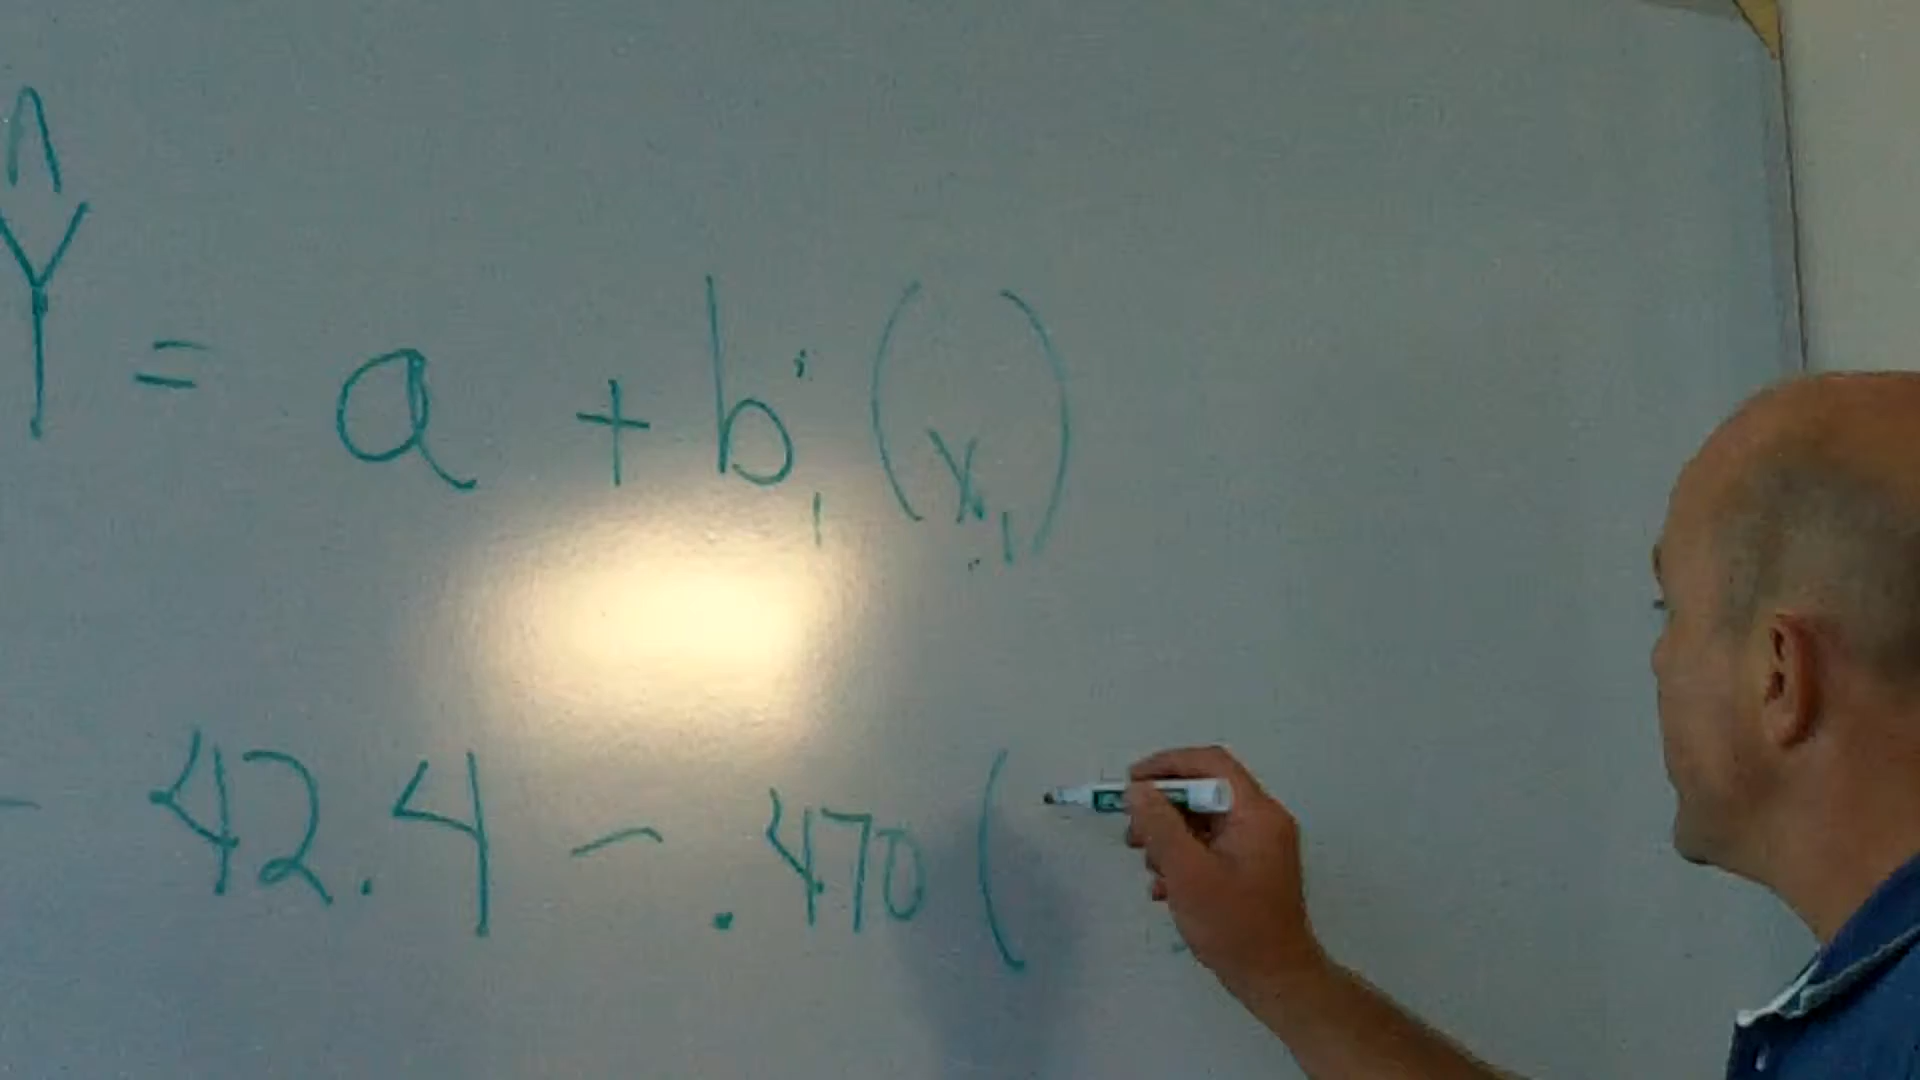 Ŷ = a + b₁ (x₁)
- 42.4 - .470 (